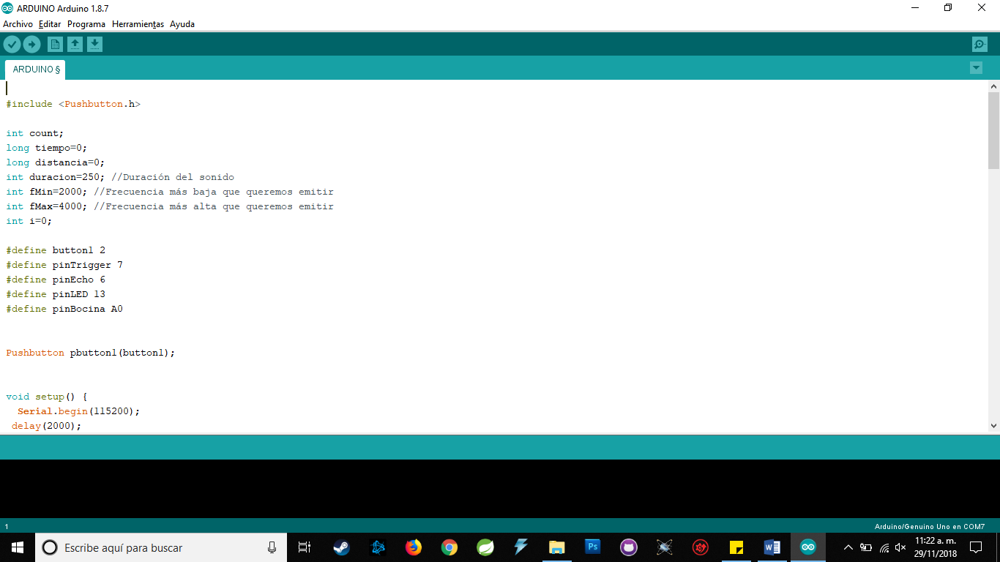 ARDUINO Arduino 1.8.7
Archivo Editar Programa Herramientas Ayuda
ARDUINO §
#include <Pushbutton.h>
int count;
long tiempo=0;
long distancia=0;
int duracion=250; //Duración del sonido
int fMin=2000; //Frecuencia más baja que queremos emitir
int fMax=4000; //Frecuencia más alta que queremos emitir
int i=0;
#define button1 2
#define pinTrigger 7
#define pinEcho 6
#define pinLED 13
#define pinBocina A0
Pushbutton pbutton1(button1);
void setup() {
Serial.begin(115200);
delay(2000);
1
Arduino/Genuino Uno en COM7
Escribe aquí para buscar
Ps
11:22 a. m.
29/11/2018